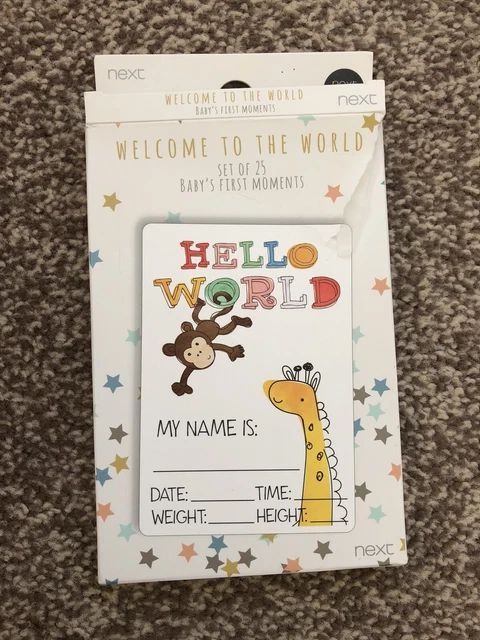 next
next
WELCOME TO THE WORLD
BABY'S FIRST MOMENTS
next
WELCOME TO THE WORLD
SET OF 25
BABY'S FIRST MOMENTS
HELLO
WORLD
MY NAME IS:
DATE: TIME:
WEIGHT: HEIGHT:
next